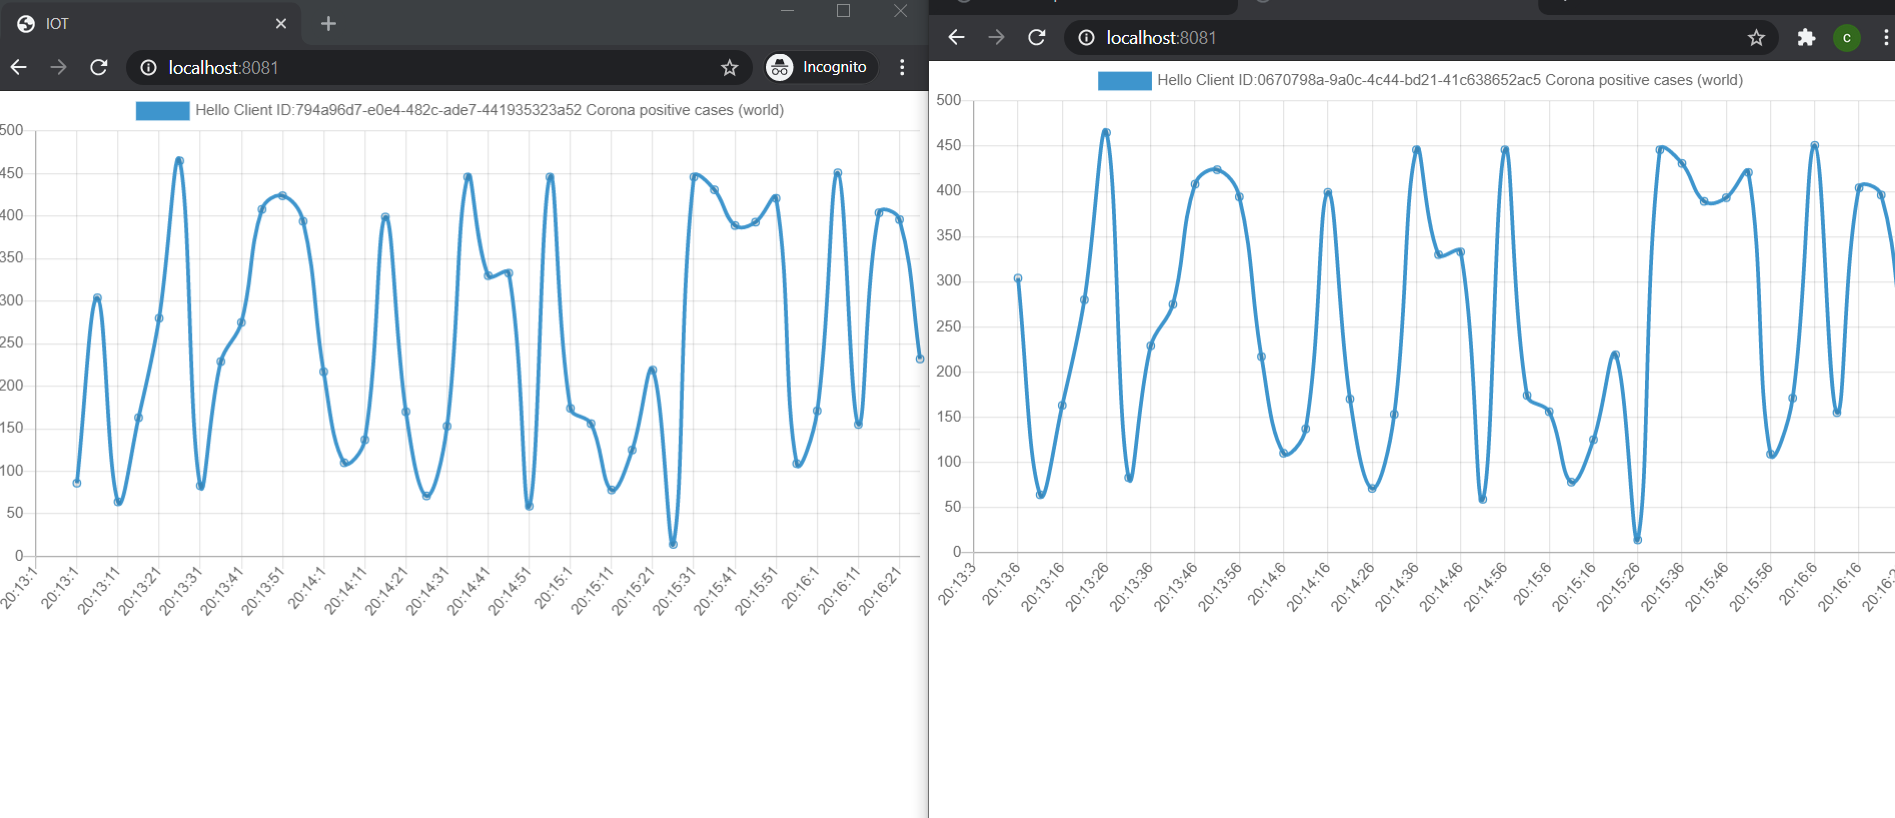 IOT
localhost:8081
Incognito
Hello Client ID:794a96d7-e0e4-482c-ade7-441935323a52 Corona positive cases (world)
500
450
400
350
300
250
200
150
100
50
0
20:13:1 20:13:1 20:13:11 20:13:21 20:13:31 20:13:41 20:13:51 20:14:1 20:14:11 20:14:21 20:14:31 20:14:41 20:14:51 20:15:1 20:15:11 20:15:21 20:15:31 20:15:41 20:15:51 20:16:1 20:16:11 20:16:21
localhost:8081
c
Hello Client ID:0670798a-9a0c-4c44-bd21-41c638652ac5 Corona positive cases (world)
500
450
400
350
300
250
200
150
100
50
0
20:13:3 20:13:6 20:13:16 20:13:26 20:13:36 20:13:46 20:13:56 20:14:6 20:14:16 20:14:26 20:14:36 20:14:46 20:14:56 20:15:6 20:15:16 20:15:26 20:15:36 20:15:46 20:15:56 20:16:6 20:16:16